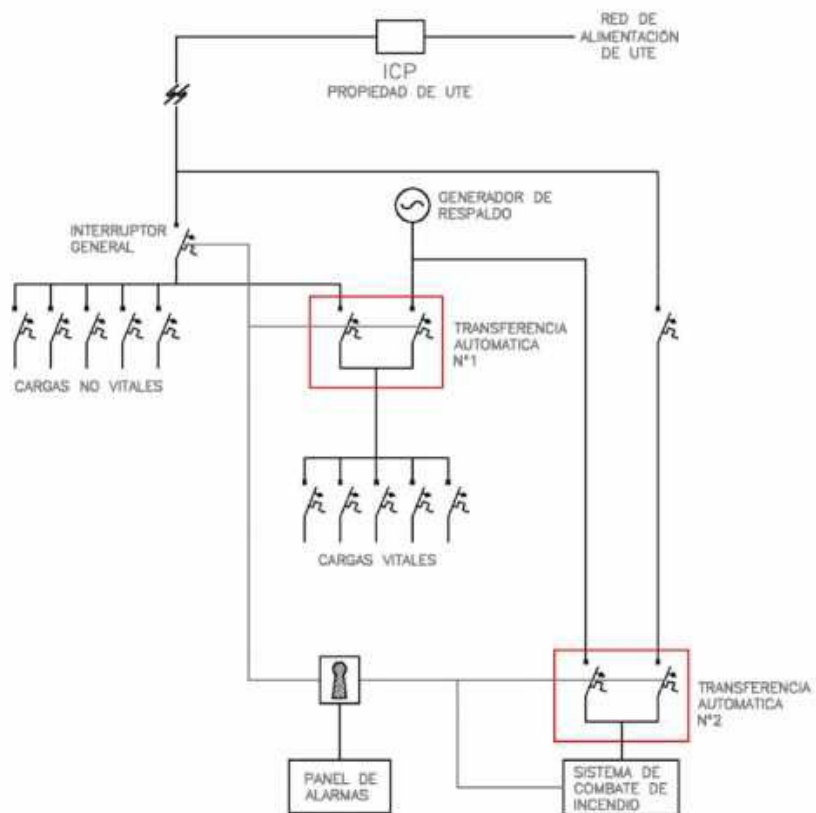 RED DE
ALIMENTACIÓN
DE UTE
ICP
PROPIEDAD DE UTE
GENERADOR DE
RESPALDO
INTERRUPTOR
GENERAL
TRANSFERENCIA
AUTOMATICA
N°1
CARGAS NO VITALES
CARGAS VITALES
TRANSFERENCIA
AUTOMATICA
N°2
PANEL DE
ALARMAS
SISTEMA DE
COMBATE DE
INCENDIO